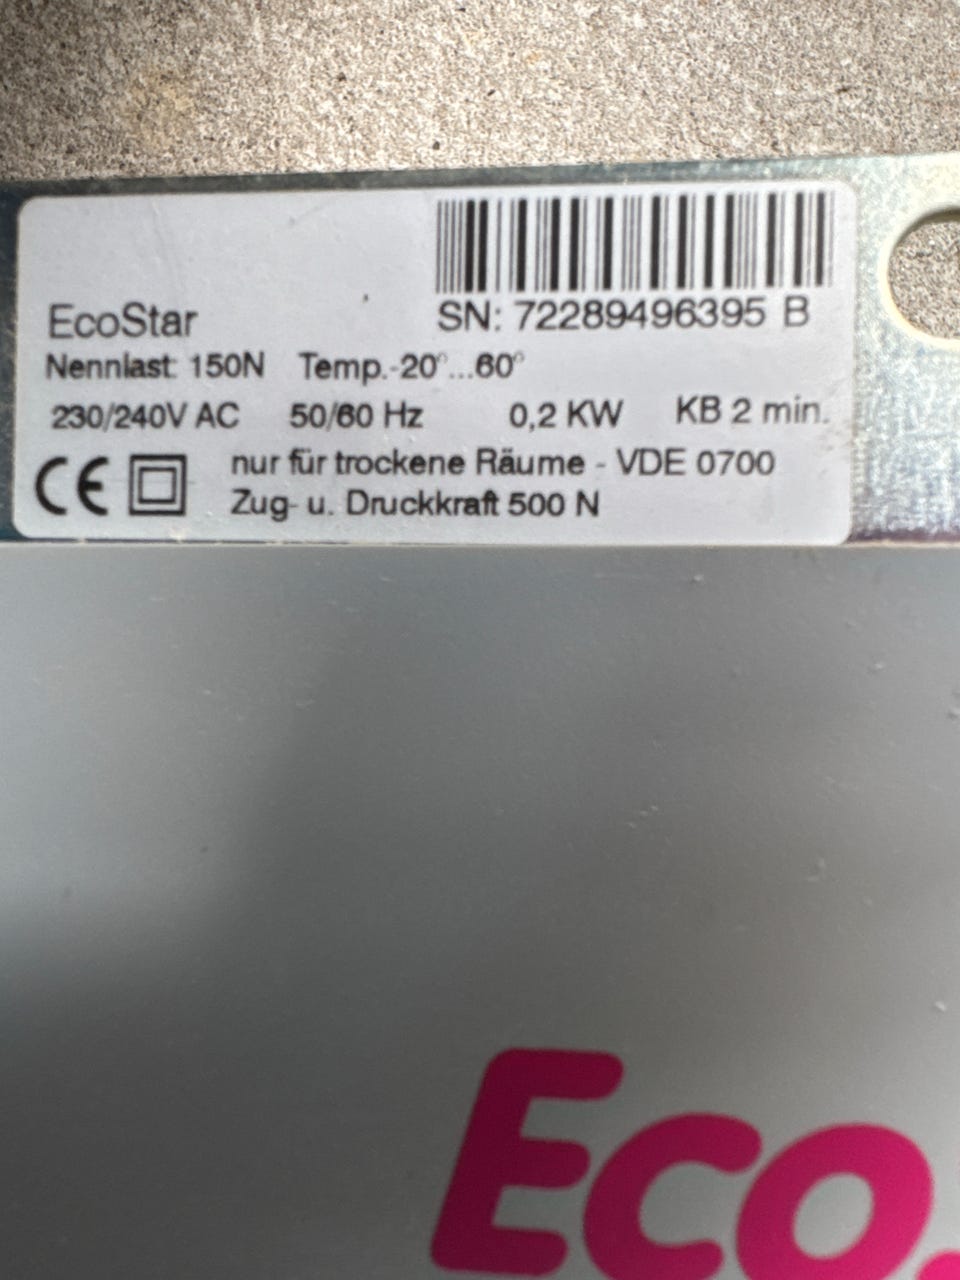 EcoStar
SN: 72289496395 B
Nennlast: 150N Temp.-20°...60°
230/240V AC 50/60 Hz 0,2 KW KB 2 min.
CE nur für trockene Räume - VDE 0700
Zug- u. Druckkraft 500 N
Eco